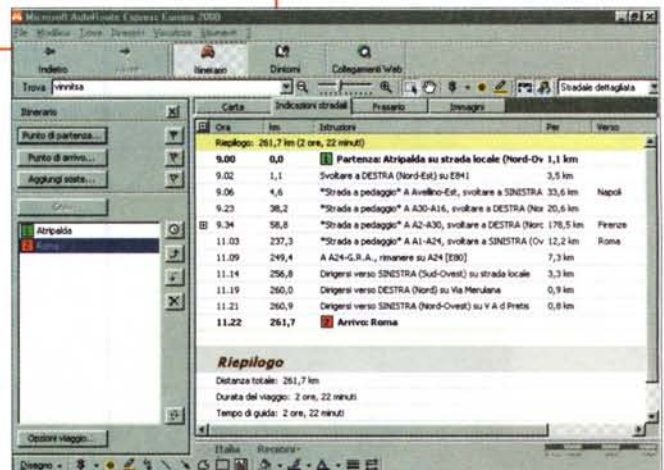 Microsoft AutoRoute Express Europa 2000
File Modifica Trova Percorsi Visualizza Strumenti ?
Indietro Itinerario Dintorni Collegamenti Web
Trova vinnitsa Stradale dettagliata
Itinerario
Carta Indicazioni stradali Frasario Immagini
Punto di partenza...
Punto di arrivo...
Aggiungi soste...
1 Atripalda
2 Roma
Opzioni viaggio...
Ora km Istruzioni Per Verso
Riepilogo: 261,7 km (2 ore, 22 minuti)
9.00 0,0 1 Partenza: Atripalda su strada locale (Nord-Ov 1,1 km
9.02 1,1 Svoltare a DESTRA (Nord-Est) su E841 3,5 km
9.06 4,6 *Strada a pedaggio* A Avellino-Est, svoltare a SINISTRA 33,6 km Napoli
9.23 38,2 *Strada a pedaggio* A A30-A16, svoltare a DESTRA (Nor 20,6 km
9.34 58,8 *Strada a pedaggio* A A2-A30, svoltare a DESTRA (Norc 178,5 km Firenze
11.03 237,3 *Strada a pedaggio* A A1-A24, svoltare a SINISTRA (Ov 12,2 km Roma
11.09 249,4 A A24-G.R.A., rimanere su A24 [E80] 7,3 km
11.14 256,8 Dirigersi verso SINISTRA (Sud-Ovest) su strada locale 3,3 km
11.19 260,0 Dirigersi verso DESTRA (Nord) su Via Merulana 0,9 km
11.21 260,9 Dirigersi verso SINISTRA (Nord-Ovest) su V A d Pretis 0,8 km
11.22 261,7 2 Arrivo: Roma
Riepilogo
Distanza totale: 261,7 km
Durata del viaggio: 2 ore, 22 minuti
Tempo di guida: 2 ore, 22 minuti
Italia
Disegno